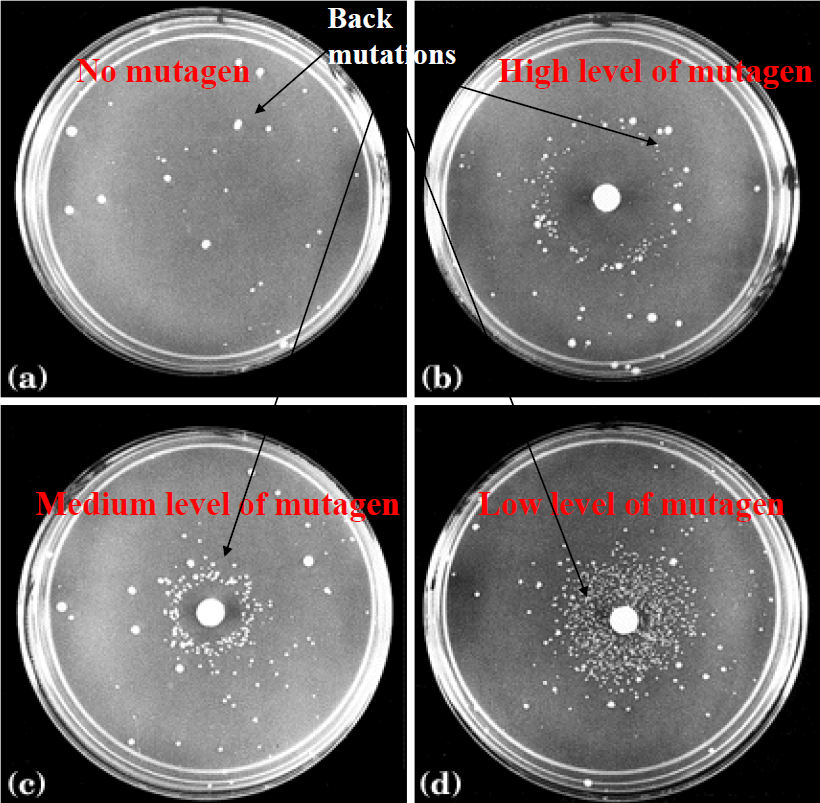 Back
mutations
No mutagen
High level of mutagen
(a)
(b)
Medium level of mutagen
Low level of mutagen
(c)
(d)